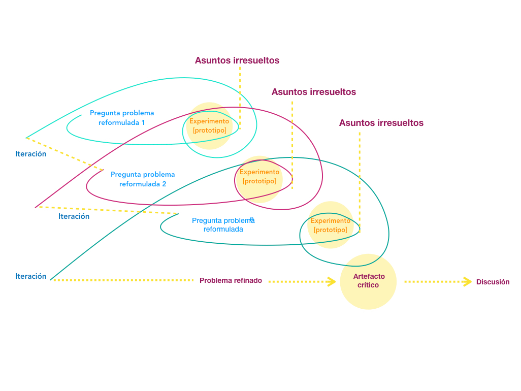 Asuntos irresueltos
Asuntos irresueltos
Asuntos irresueltos
Pregunta problema
reformulada 1
Experimento
[prototipo]
Iteración
Pregunta problema
reformulada 2
Experimento
[prototipo]
Iteración
Pregunta problema
reformulada
Experimento
[prototipo]
Iteración
Problema refinado
Artefacto
crítico
Discusión